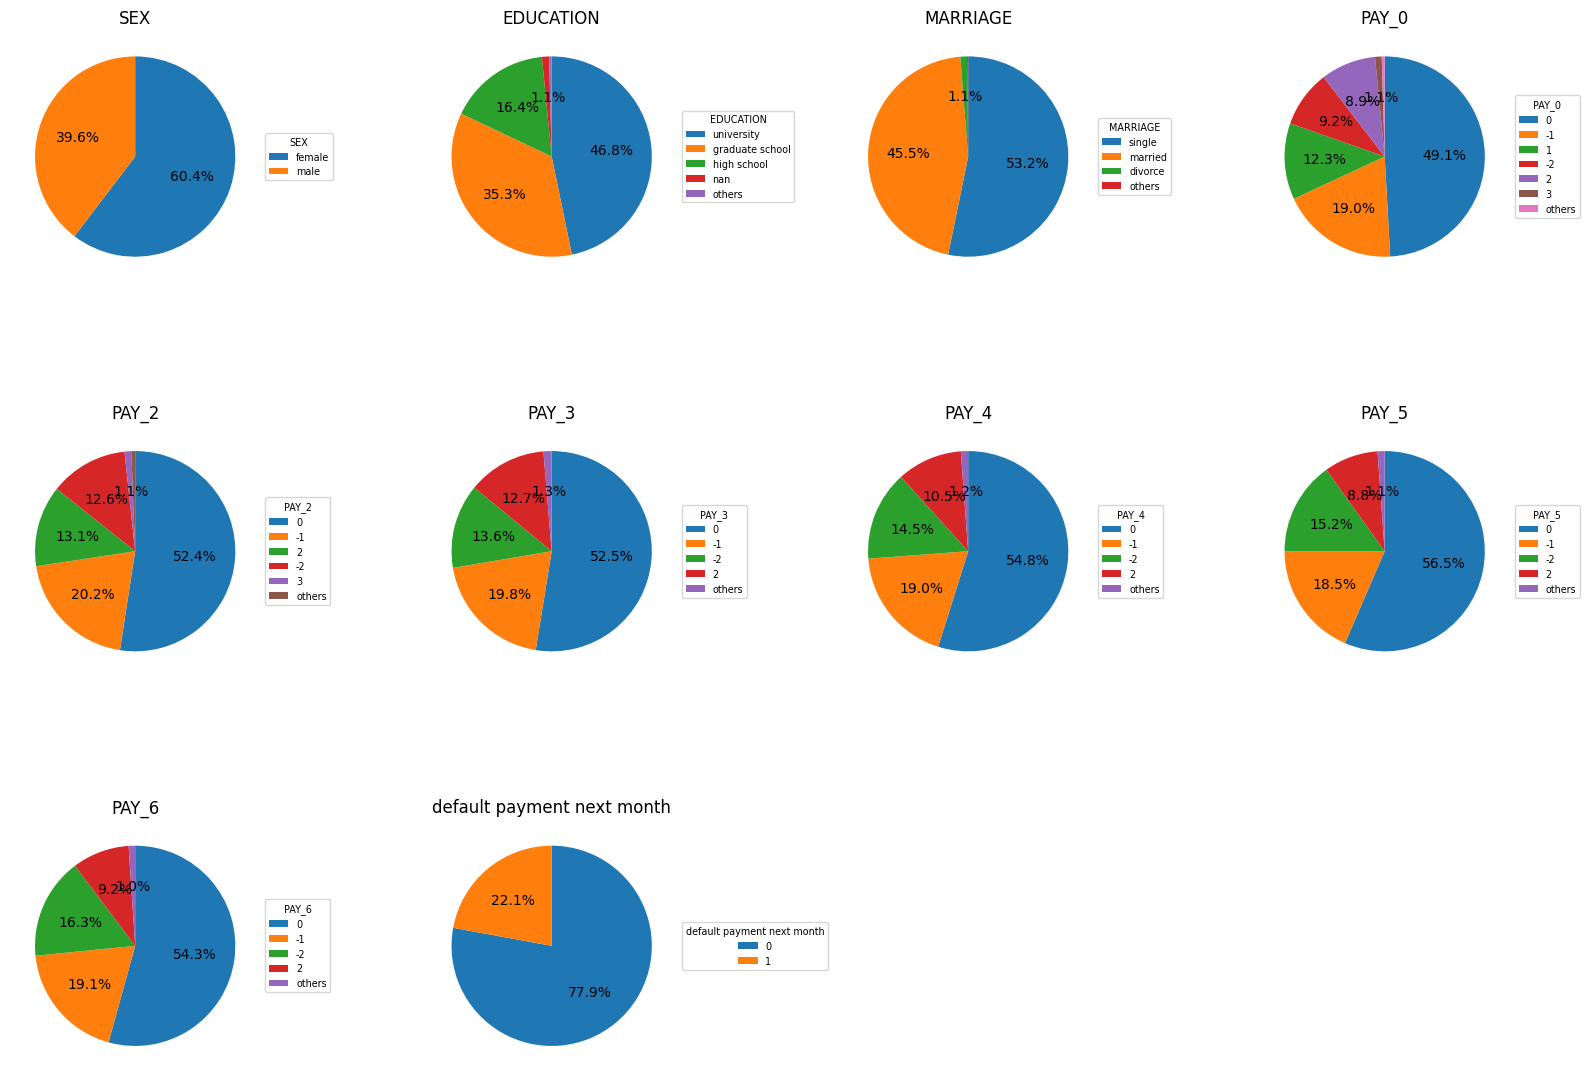 SEX
39.6%
60.4%
SEX
female
male
EDUCATION
1.1%
16.4%
46.8%
35.3%
EDUCATION
university
graduate school
high school
nan
others
MARRIAGE
1.1%
45.5%
53.2%
MARRIAGE
single
married
divorce
others
PAY_0
1.1%
8.9%
9.2%
12.3%
49.1%
19.0%
PAY_0
0
-1
1
-2
2
3
others
PAY_2
1.1%
12.6%
13.1%
52.4%
20.2%
PAY_2
0
-1
2
-2
3
others
PAY_3
1.3%
12.7%
13.6%
52.5%
19.8%
PAY_3
0
-1
-2
2
others
PAY_4
1.2%
10.5%
14.5%
54.8%
19.0%
PAY_4
0
-1
-2
2
others
PAY_5
1.1%
8.8%
15.2%
56.5%
18.5%
PAY_5
0
-1
-2
2
others
PAY_6
1.0%
9.2%
16.3%
54.3%
19.1%
PAY_6
0
-1
-2
2
others
default payment next month
22.1%
77.9%
default payment next month
0
1